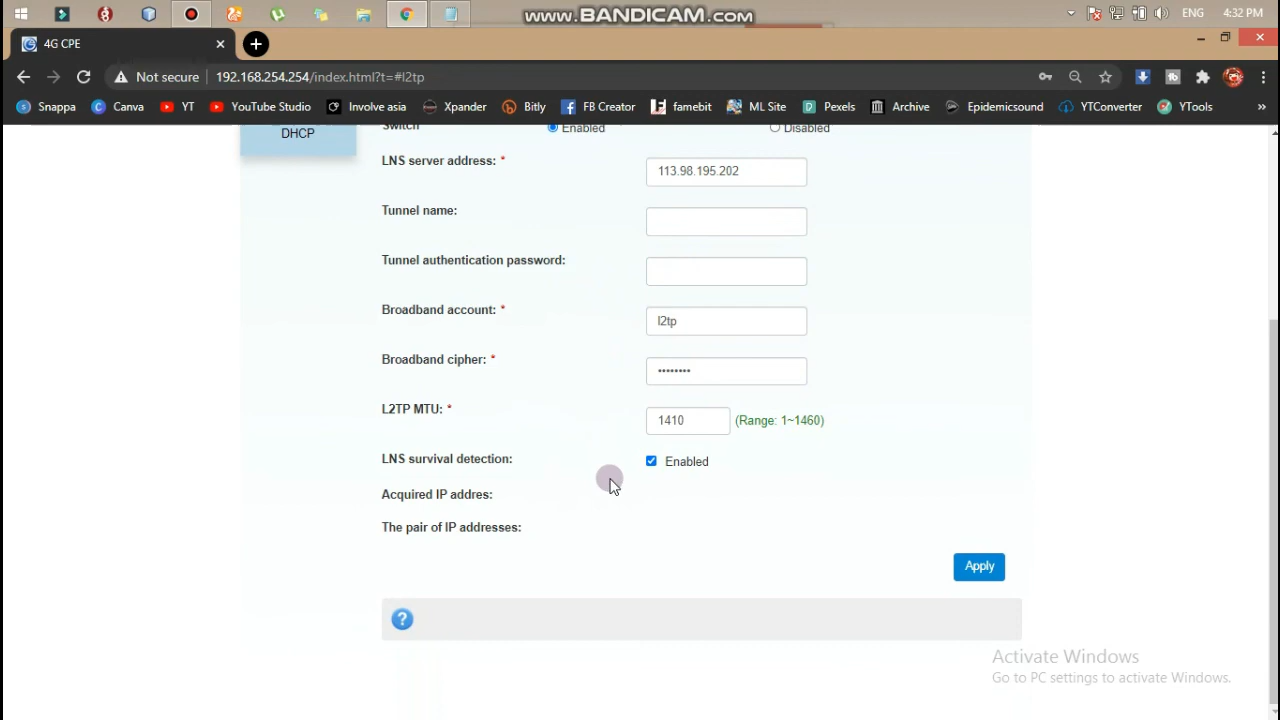 www.BANDICAM.com
ENG 4:32 PM
4G CPE
Not secure 192.168.254.254/index.html?t=#l2tp
Snappa Canva YT YouTube Studio Involve asia Xpander Bitly FB Creator famebit ML Site Pexels Archive Epidemicsound YTConverter YTools »
DHCP
Switch Enabled Disabled
LNS server address: * 113.98.195.202
Tunnel name:
Tunnel authentication password:
Broadband account: * l2tp
Broadband cipher: * ••••••••
L2TP MTU: * 1410 (Range: 1~1460)
LNS survival detection: Enabled
Acquired IP addres:
The pair of IP addresses:
Apply
?
Activate Windows
Go to PC settings to activate Windows.